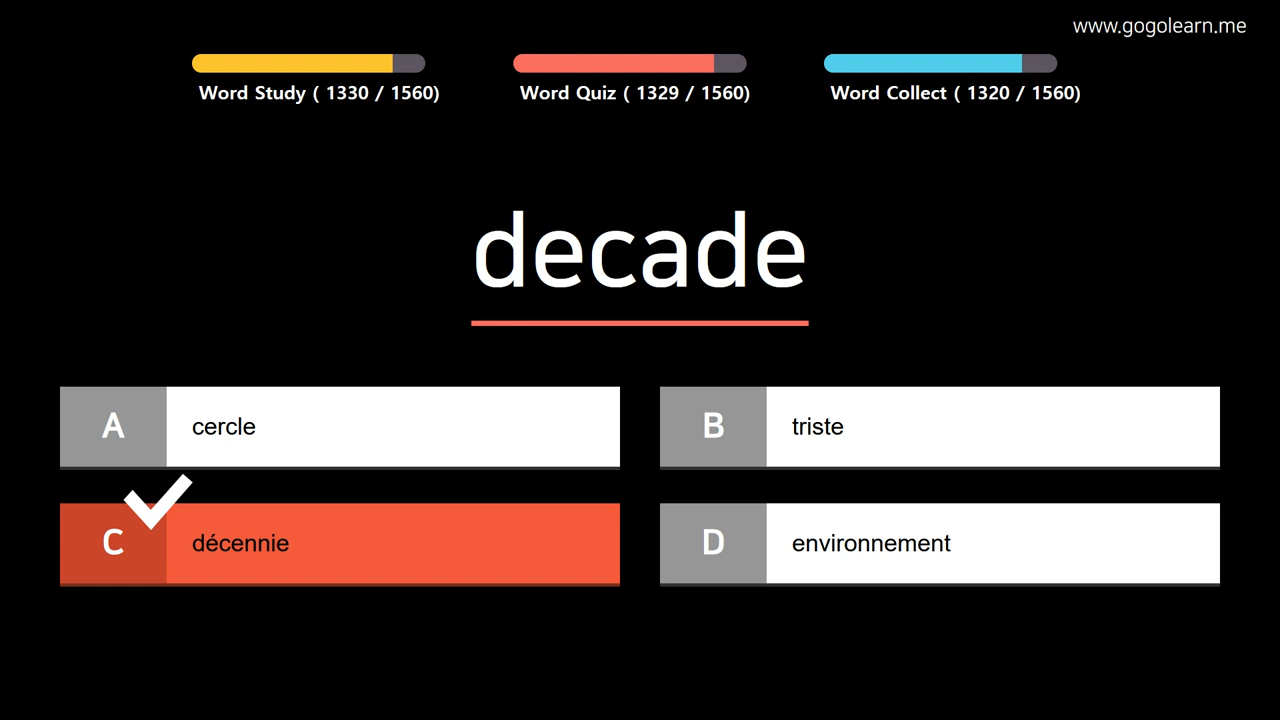 www.gogolearn.me
Word Study ( 1330 / 1560)
Word Quiz ( 1329 / 1560)
Word Collect ( 1320 / 1560)
decade
A
cercle
B
triste
C
décennie
D
environnement